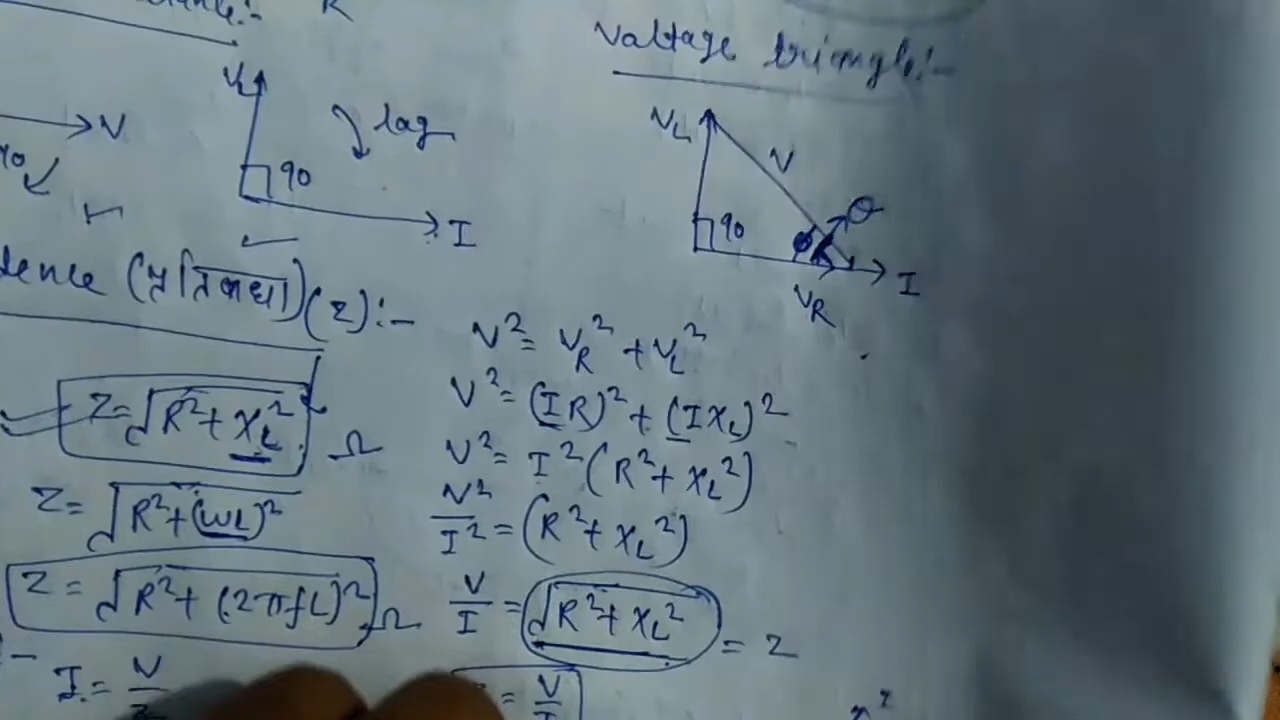 R
Voltage triangle:-
VL
lag
V
90
I
VL
V
θ
90
ϕ
I
VR
dence (प्रतिबाधा) (Z):-
V² = VR² + VL²
Z = √R² + XL² Ω
V² = (IR)² + (IXL)²
V² = I² (R² + XL²)
Z = √R² + (ωL)²
V²/I² = (R² + XL²)
Z = √R² + (2πfL)² Ω
V/I = √R² + XL² = Z
I = V
= V/I